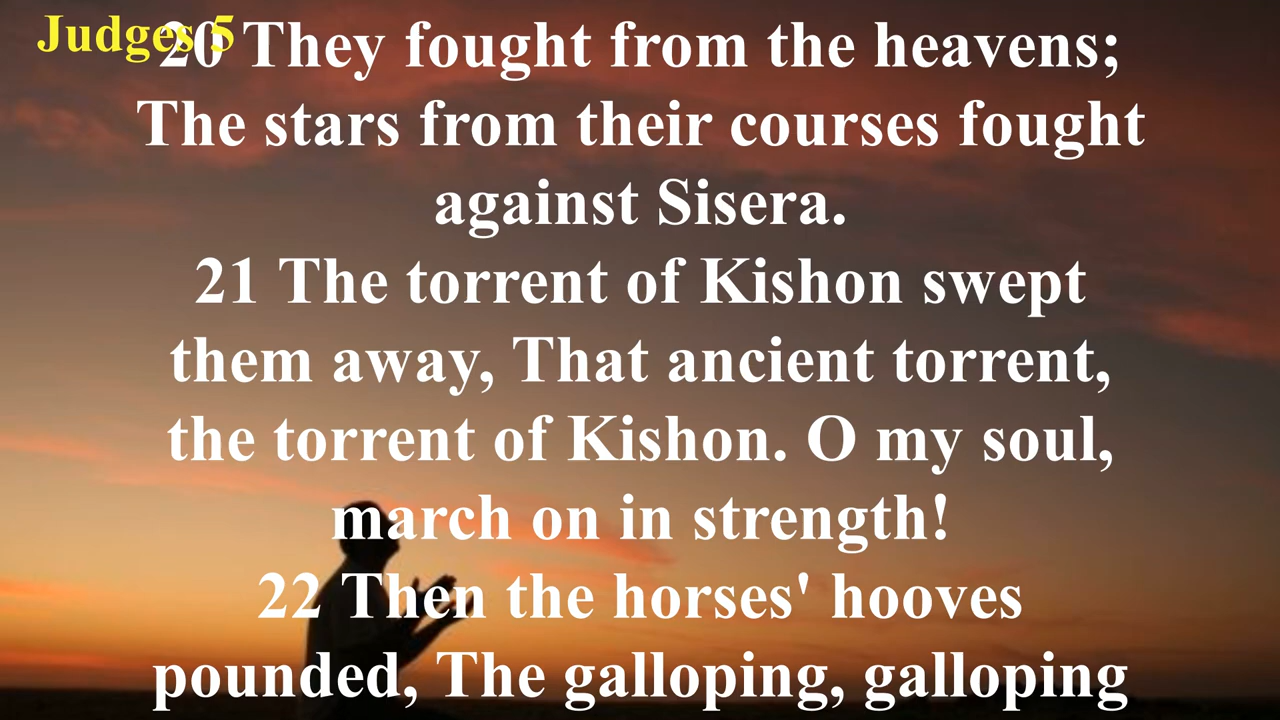 Judges 5
20 They fought from the heavens;
The stars from their courses fought
against Sisera.
21 The torrent of Kishon swept
them away, That ancient torrent,
the torrent of Kishon. O my soul,
march on in strength!
22 Then the horses' hooves
pounded, The galloping, galloping